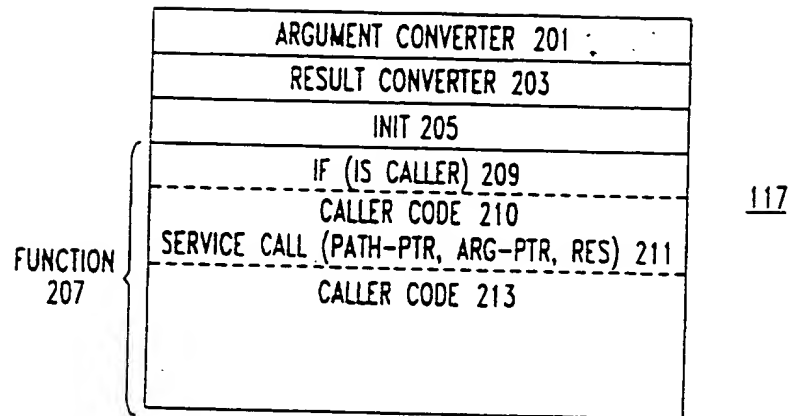 ARGUMENT CONVERTER 201
RESULT CONVERTER 203
INIT 205
IF (IS CALLER) 209
117
CALLER CODE 210
SERVICE CALL (PATH-PTR, ARG-PTR, RES) 211
FUNCTION
207
CALLER CODE 213